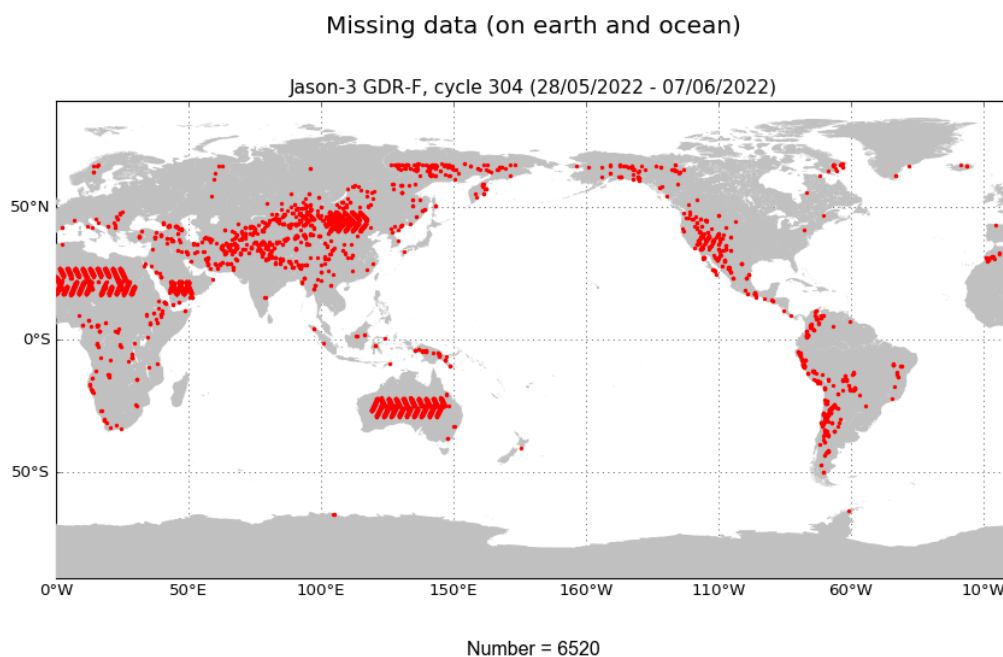 Missing data (on earth and ocean)
Jason-3 GDR-F, cycle 304 (28/05/2022 - 07/06/2022)
50°N
0°S
50°S
0°W 50°E 100°E 150°E 160°W 110°W 60°W 10°W
Number = 6520